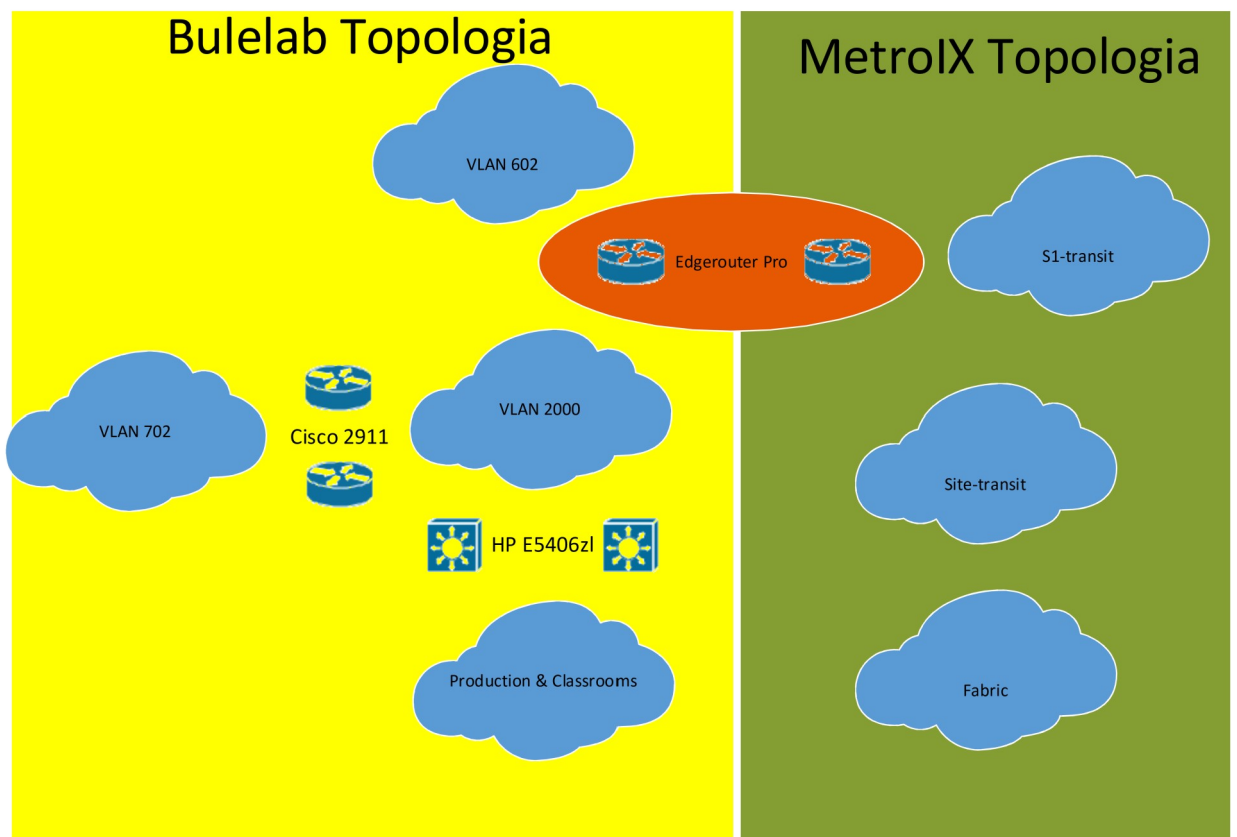 Bulelab Topologia
MetroIX Topologia
VLAN 602
Edgerouter Pro
S1-transit
VLAN 702
Cisco 2911
VLAN 2000
Site-transit
HP E5406zl
Production & Classrooms
Fabric